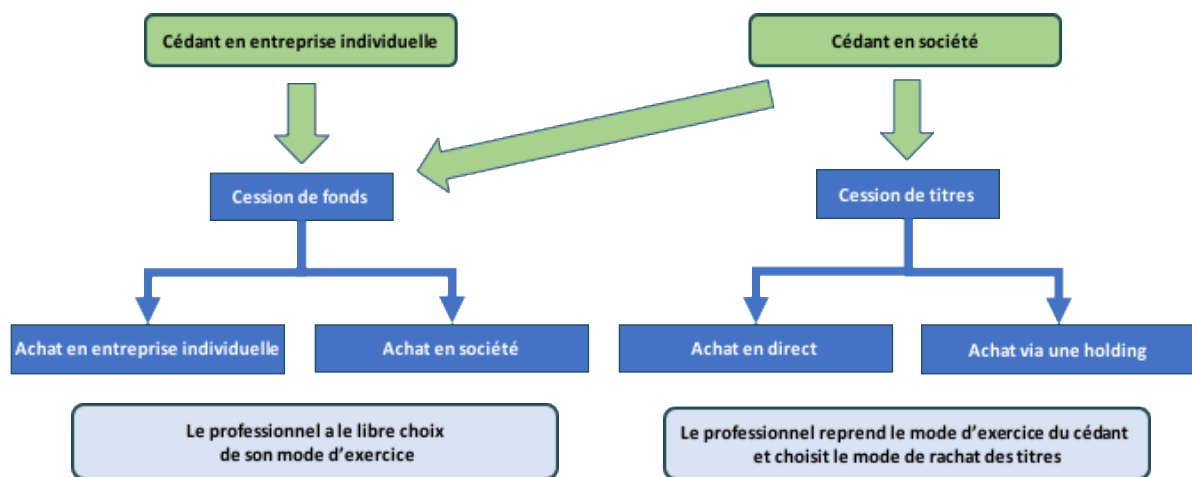 Cédant en entreprise individuelle
Cédant en société
Cession de fonds
Cession de titres
Achat en entreprise individuelle
Achat en société
Achat en direct
Achat via une holding
Le professionnel a le libre choix
de son mode d'exercice
Le professionnel reprend le mode d'exercice du cédant
et choisit le mode de rachat des titres